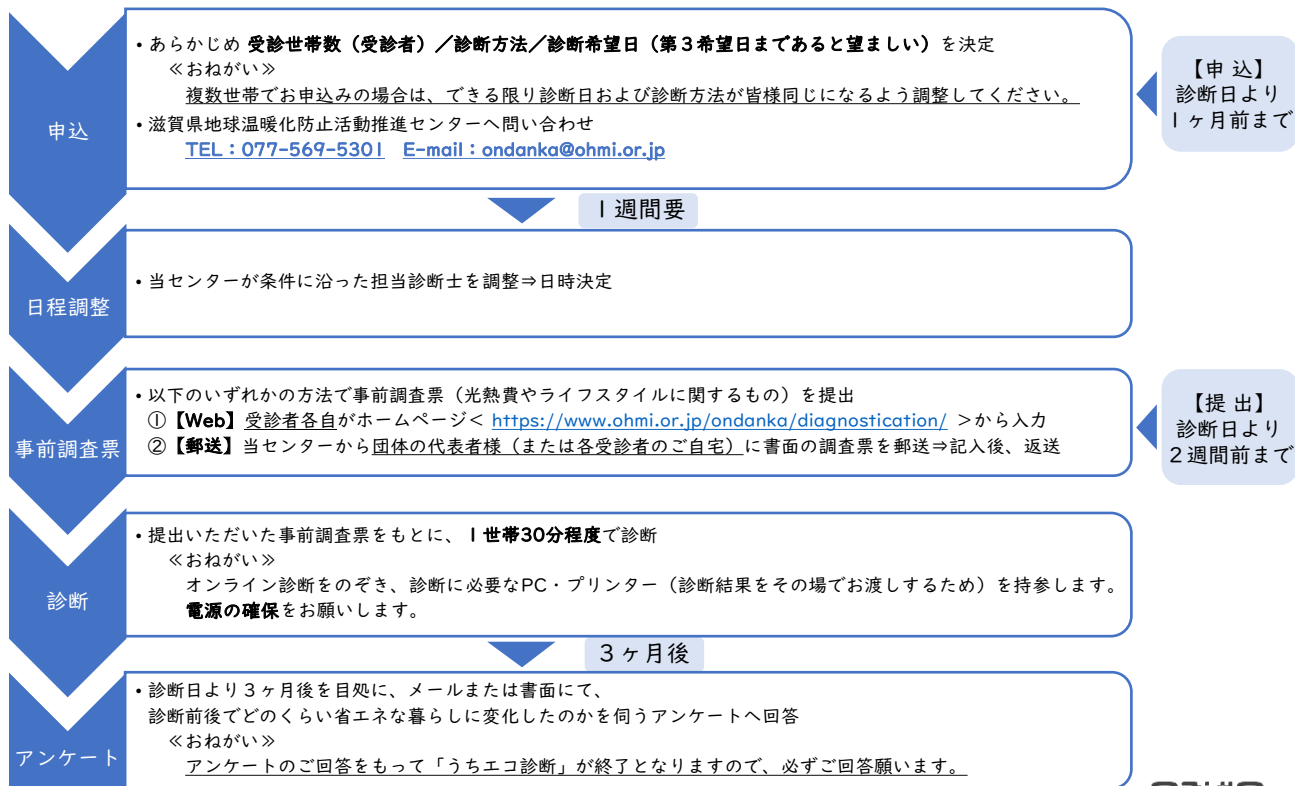 申込
・あらかじめ 受診世帯数（受診者）／診断方法／診断希望日（第３希望日まであると望ましい）を決定
≪おねがい≫
複数世帯でお申込みの場合は、できる限り診断日および診断方法が皆様同じになるよう調整してください。
・滋賀県地球温暖化防止活動推進センターへ問い合わせ
TEL：077-569-5301 E-mail：ondanka@ohmi.or.jp
【申 込】
診断日より
１ヶ月前まで
１週間要
日程調整
・当センターが条件に沿った担当診断士を調整⇒日時決定
事前調査票
・以下のいずれかの方法で事前調査票（光熱費やライフスタイルに関するもの）を提出
①【Web】受診者各自がホームページ＜ https://www.ohmi.or.jp/ondanka/diagnostication/ ＞から入力
②【郵送】当センターから団体の代表者様（または各受診者のご自宅）に書面の調査票を郵送⇒記入後、返送
【提 出】
診断日より
２週間前まで
診断
・提出いただいた事前調査票をもとに、１世帯30分程度で診断
≪おねがい≫
オンライン診断をのぞき、診断に必要なPC・プリンター（診断結果をその場でお渡しするため）を持参します。
電源の確保をお願いします。
３ヶ月後
アンケート
・診断日より３ヶ月後を目処に、メールまたは書面にて、
診断前後でどのくらい省エネな暮らしに変化したのかを伺うアンケートへ回答
≪おねがい≫
アンケートのご回答をもって「うちエコ診断」が終了となりますので、必ずご回答願います。